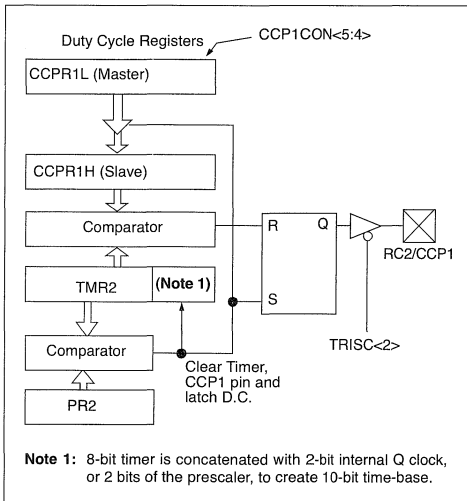 Duty Cycle Registers
CCP1CON<5:4>
CCPR1L (Master)
CCPR1H (Slave)
Comparator
R
Q
S
RC2/CCP1
TMR2
(Note 1)
TRISC<2>
Comparator
Clear Timer,
CCP1 pin and
latch D.C.
PR2
Note 1: 8-bit timer is concatenated with 2-bit internal Q clock,
or 2 bits of the prescaler, to create 10-bit time-base.